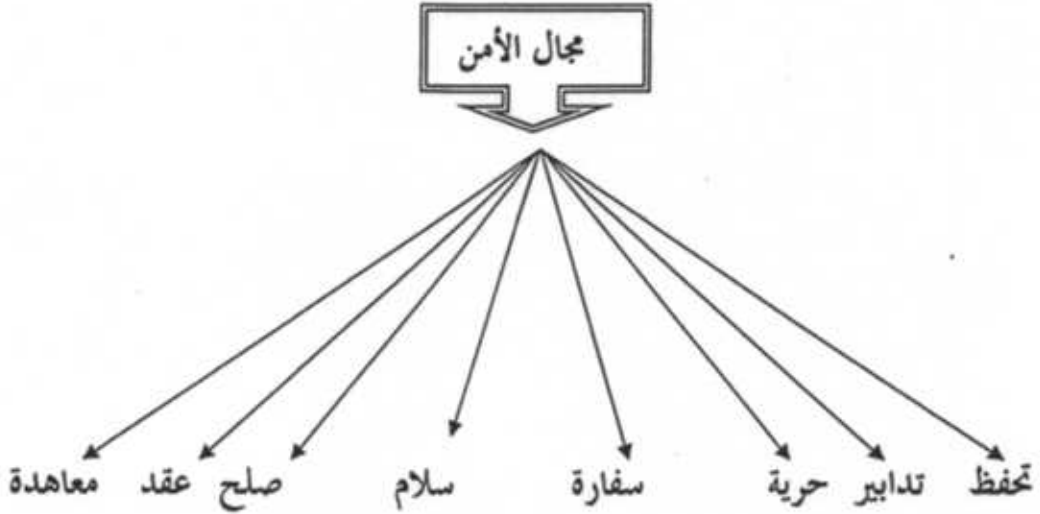 مجال الأمن
تحفظ تدابير حرية سفارة سلام صلح عقد معاهدة